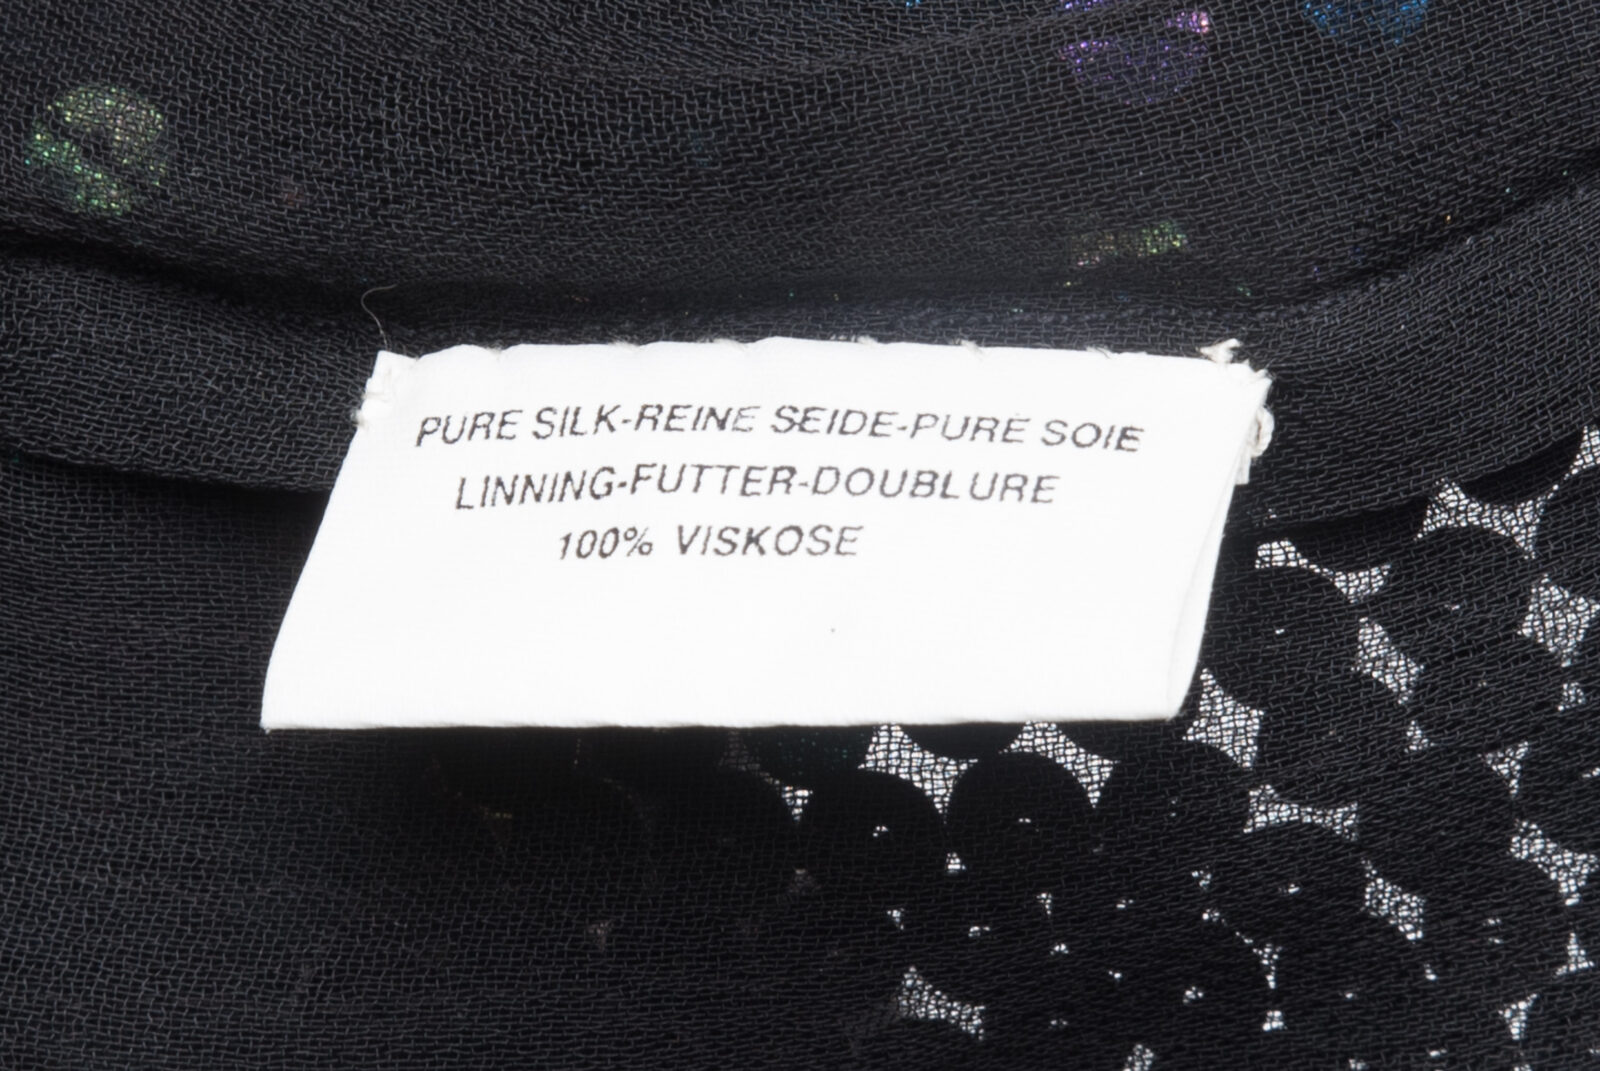 PURE SILK-REINE SEIDE-PURE SOIE
LINNING-FUTTER-DOUBLURE
100% VISKOSE